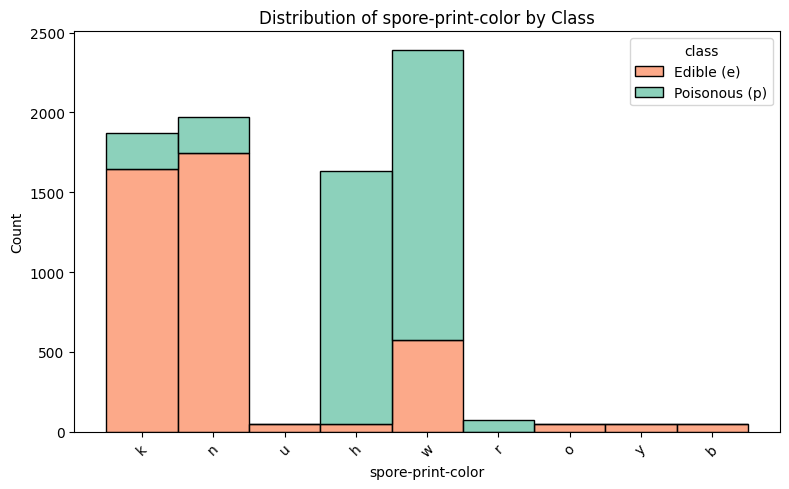 Distribution of spore-print-color by Class
class
Edible (e)
Poisonous (p)
Count
2500
2000
1500
1000
500
0
k n u h w r o y b
spore-print-color